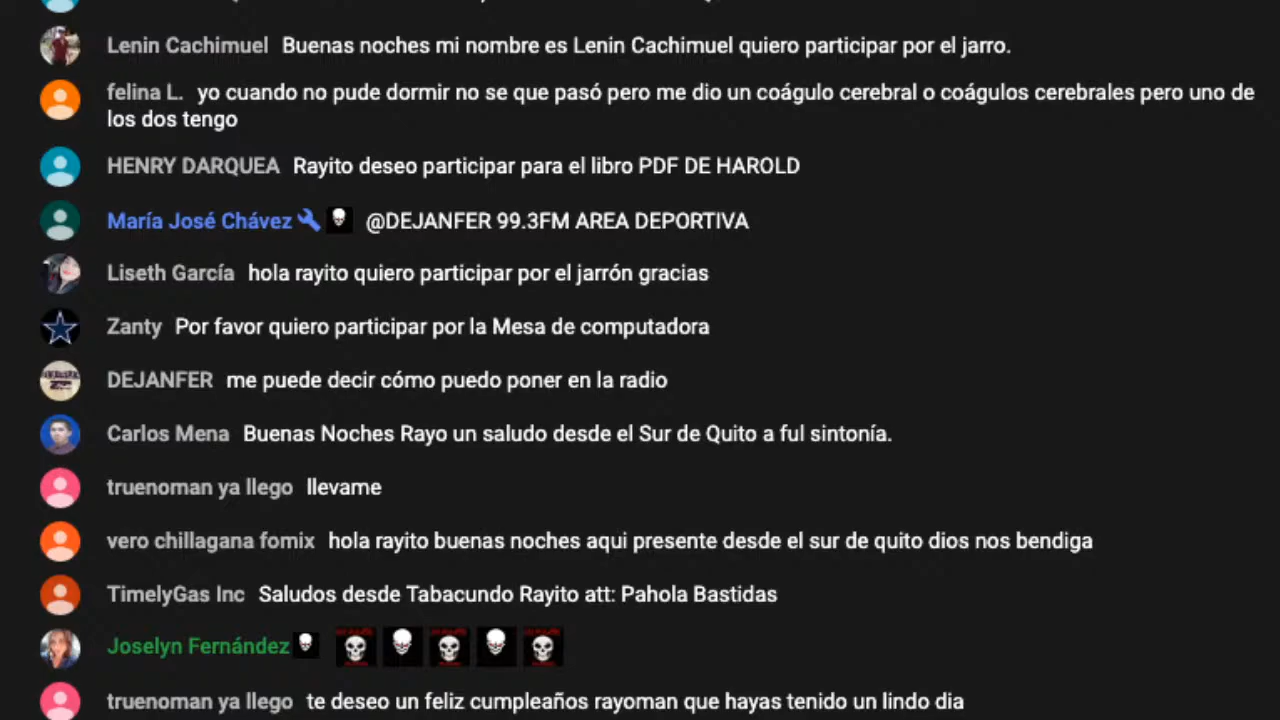 Lenin Cachimuel Buenas noches mi nombre es Lenin Cachimuel quiero participar por el jarro.
felina L. yo cuando no pude dormir no se que pasó pero me dio un coágulo cerebral o coágulos cerebrales pero uno de
los dos tengo
HENRY DARQUEA Rayito deseo participar para el libro PDF DE HAROLD
María José Chávez @DEJANFER 99.3FM AREA DEPORTIVA
Liseth García hola rayito quiero participar por el jarrón gracias
Zanty Por favor quiero participar por la Mesa de computadora
DEJANFER me puede decir cómo puedo poner en la radio
Carlos Mena Buenas Noches Rayo un saludo desde el Sur de Quito a ful sintonía.
truenoman ya llego llevame
vero chillagana fomix hola rayito buenas noches aqui presente desde el sur de quito dios nos bendiga
TimelyGas Inc Saludos desde Tabacundo Rayito att: Pahola Bastidas
Joselyn Fernández
truenoman ya llego te deseo un feliz cumpleaños rayoman que hayas tenido un lindo dia